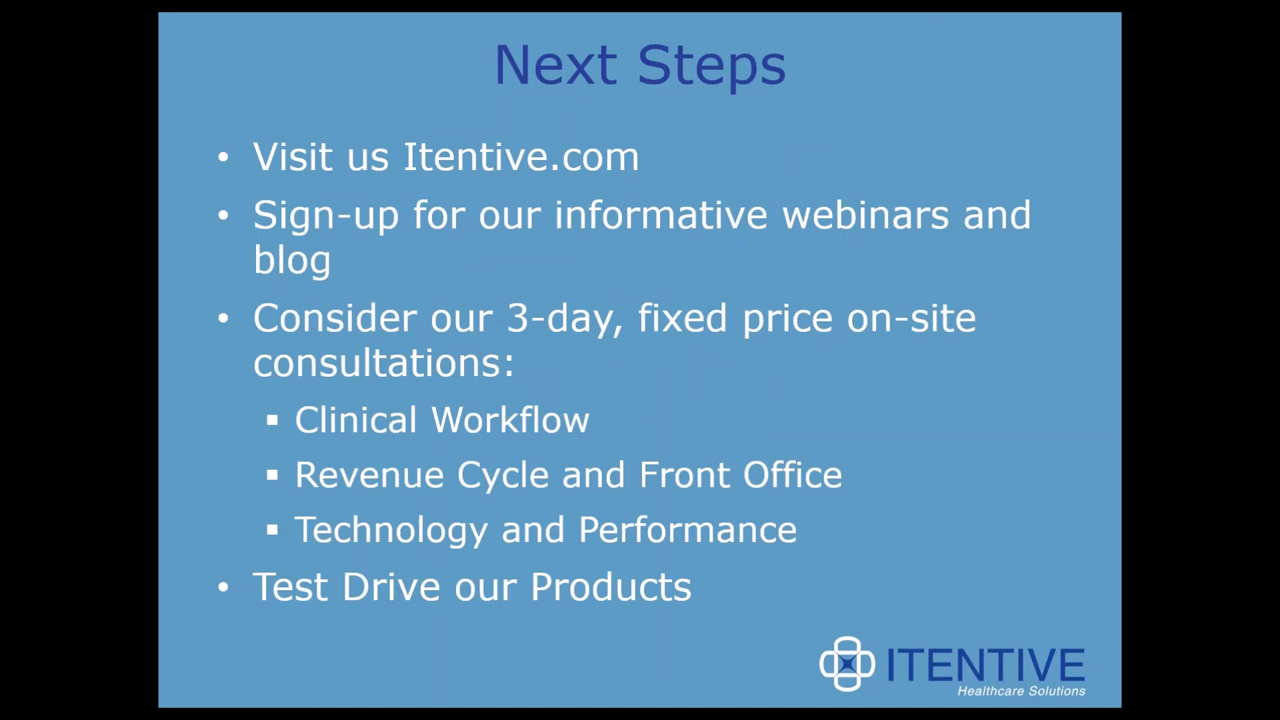 Next Steps
• Visit us Itentive.com
• Sign-up for our informative webinars and
blog
• Consider our 3-day, fixed price on-site
consultations:
▪ Clinical Workflow
▪ Revenue Cycle and Front Office
▪ Technology and Performance
• Test Drive our Products
ITENTIVE
Healthcare Solutions